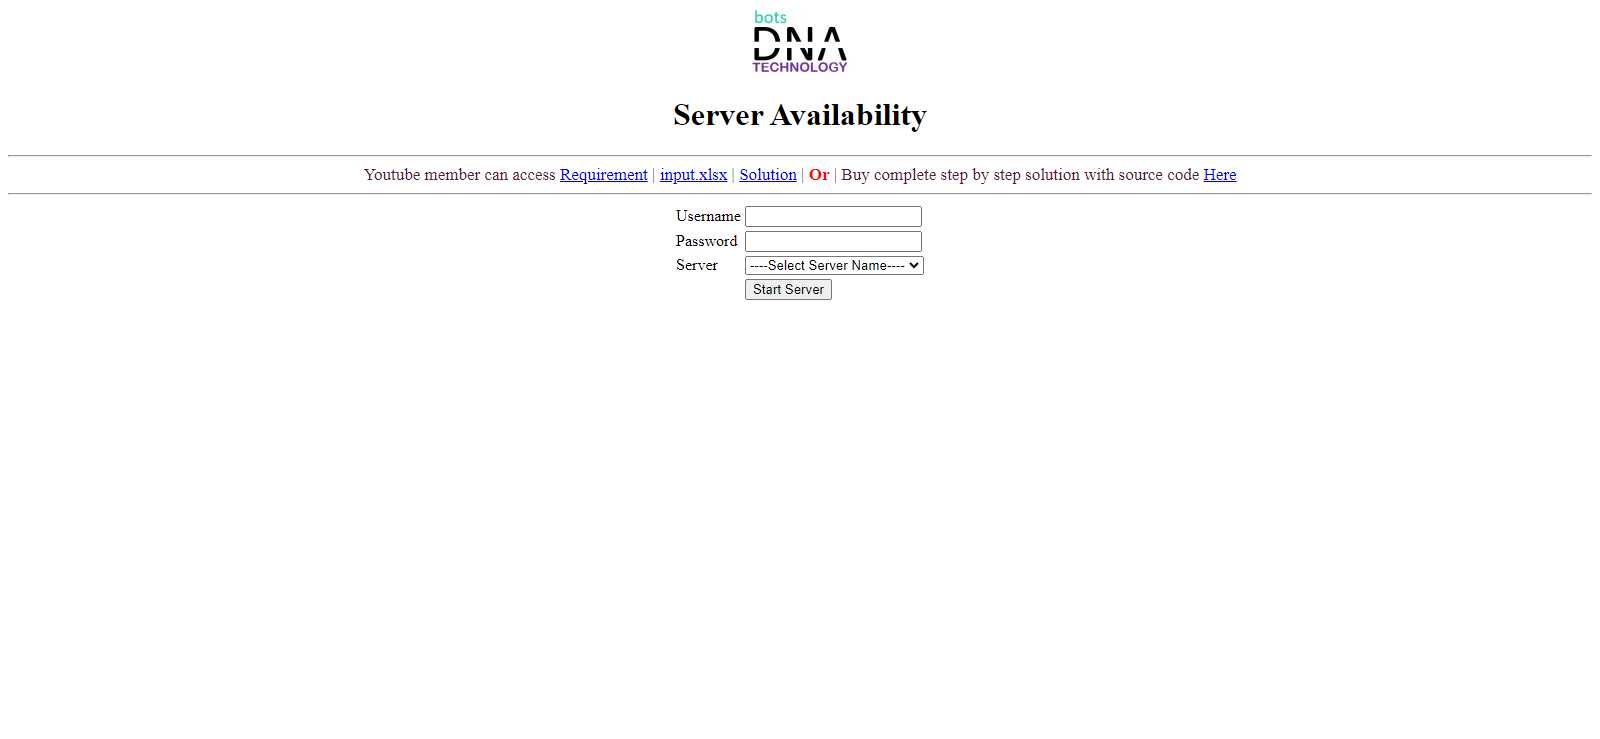 bots
DNA
TECHNOLOGY
Server Availability
Youtube member can access Requirement | input.xlsx | Solution | Or | Buy complete step by step solution with source code Here
Username
Password
Server ----Select Server Name----
Start Server